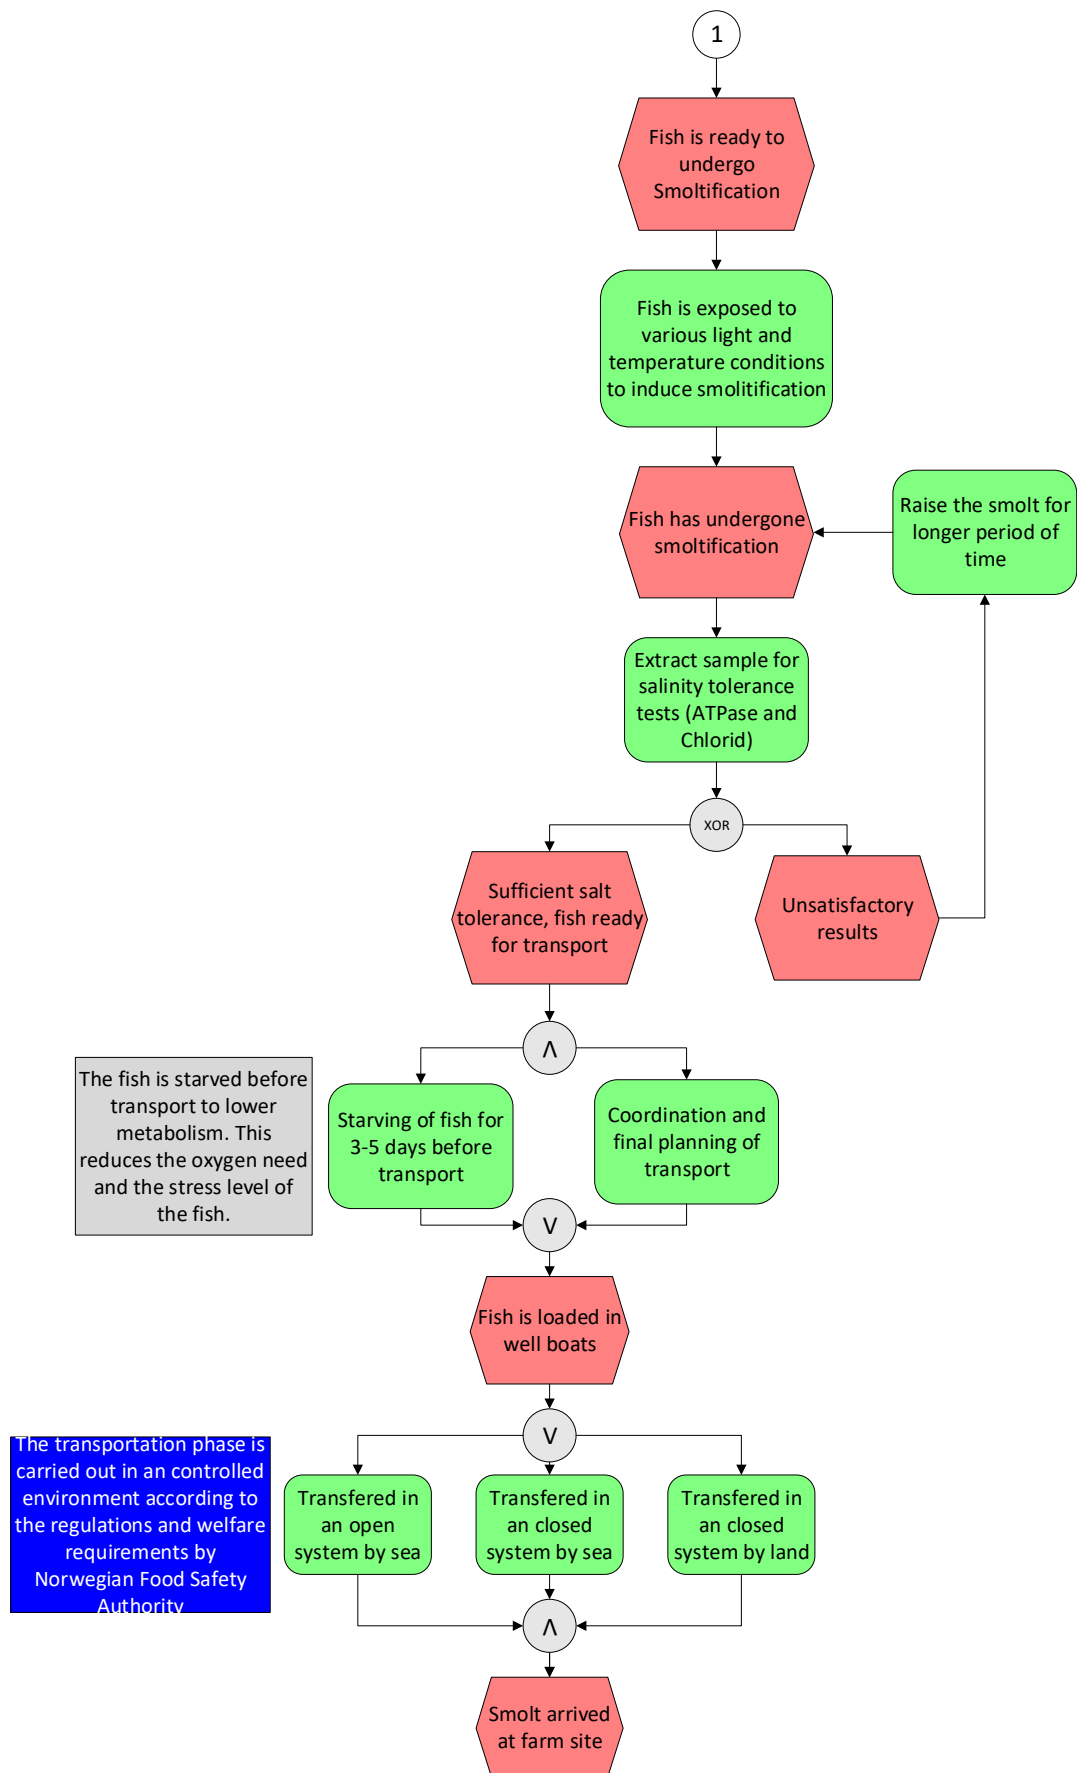 1
Fish is ready to
undergo
Smoltification
Fish is exposed to
various light and
temperature conditions
to induce smolitification
Fish has undergone
smoltification
Raise the smolt for
longer period of
time
Extract sample for
salinity tolerance
tests (ATPase and
Chlorid)
XOR
Sufficient salt
tolerance, fish ready
for transport
Unsatisfactory
results
Λ
The fish is starved before
transport to lower
metabolism. This
reduces the oxygen need
and the stress level of
the fish.
Starving of fish for
3-5 days before
transport
Coordination and
final planning of
transport
V
Fish is loaded in
well boats
V
The transportation phase is
carried out in an controlled
environment according to
the regulations and welfare
requirements by
Norwegian Food Safety
Authority
Transfered in
an open
system by sea
Transfered in
an closed
system by sea
Transfered in
an closed
system by land
Λ
Smolt arrived
at farm site